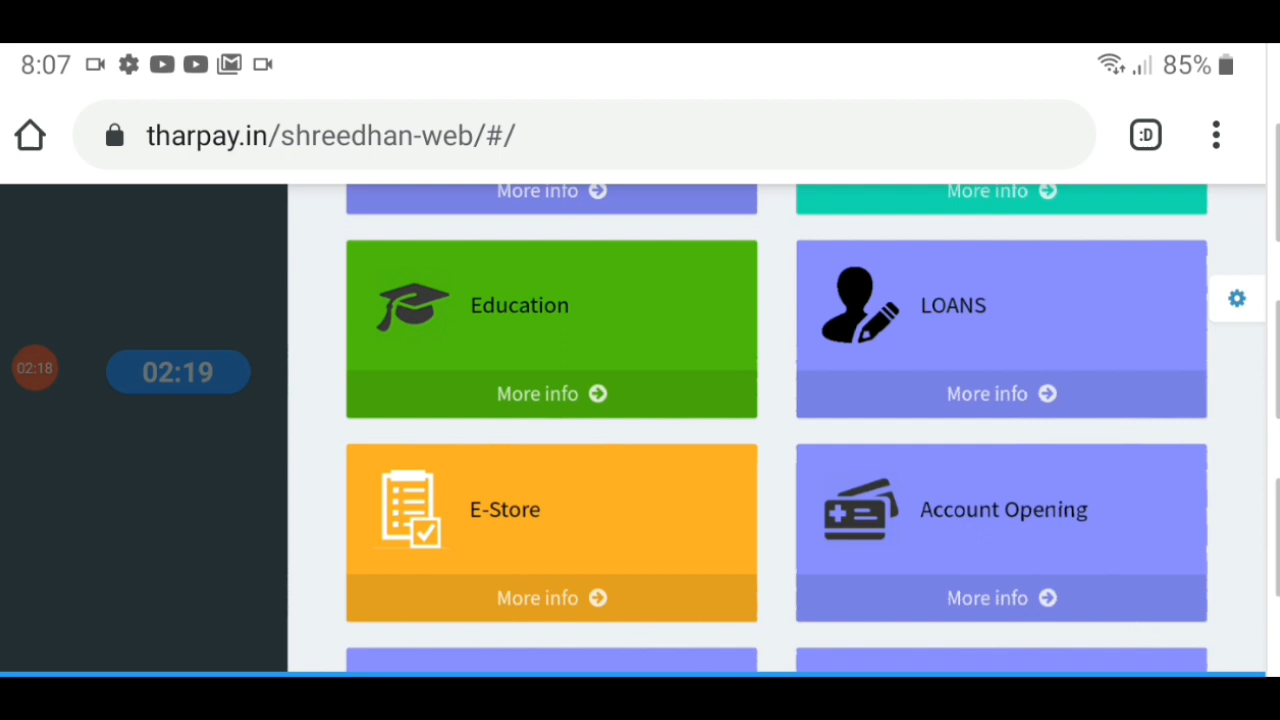 8:07
85%
tharpay.in/shreedhan-web/#/
:D
More info
More info
Education
LOANS
02:18
02:19
More info
More info
E-Store
Account Opening
More info
More info